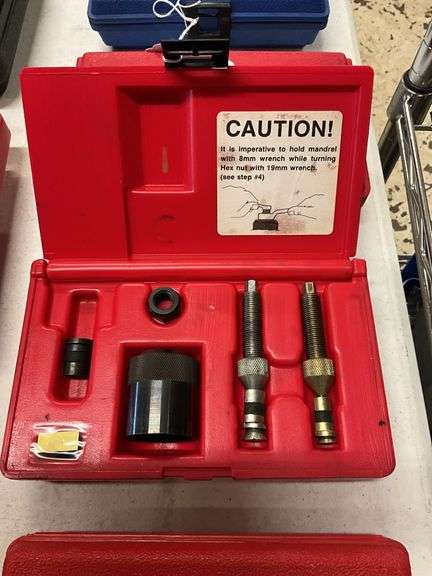 CAUTION!
It is imperative to hold mandrel
with 8mm wrench while turning
Hex nut with 19mm wrench.
(see step #4)